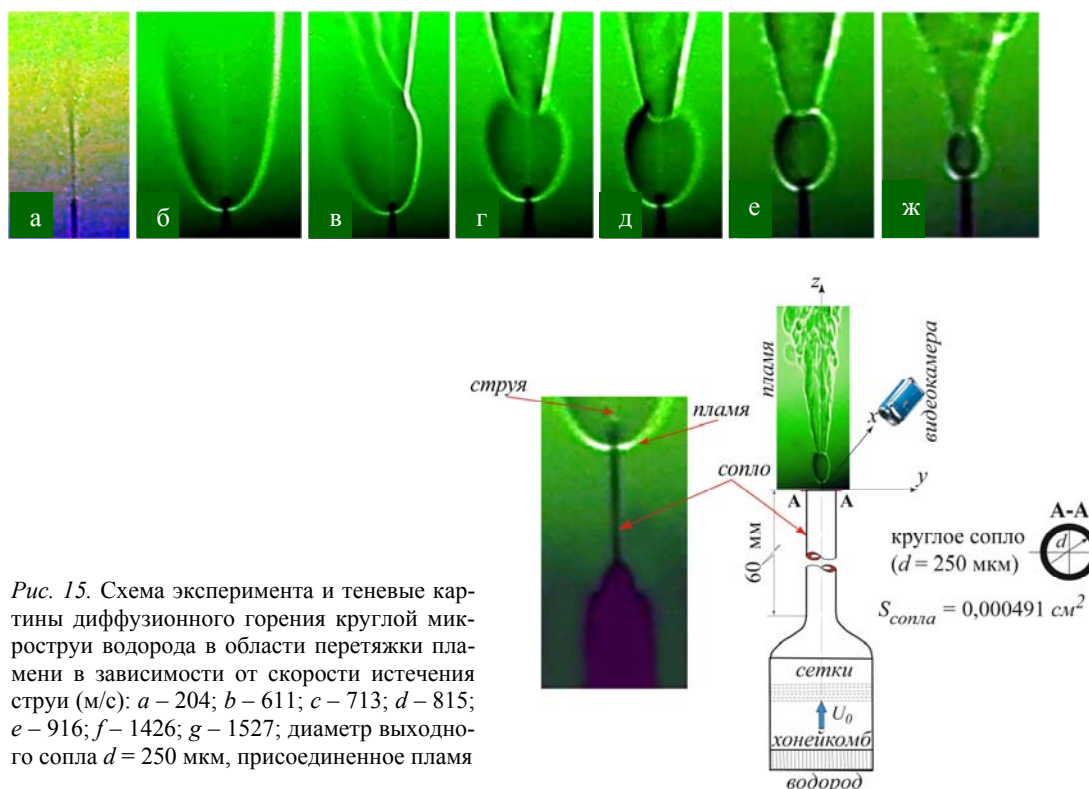 а
б
в
г
д
е
ж
z
пламя
видеокамера
x
струя
пламя
y
сопло
А
А
А-А
d
60 мм
круглое сопло
(d = 250 мкм)
Sсопла = 0,000491 см²
сетки
U₀
хонейкомб
водород
Рис. 15. Схема эксперимента и теневые кар-
тины диффузионного горения круглой мик-
роструи водорода в области перетяжки пла-
мени в зависимости от скорости истечения
струи (м/с): a – 204; b – 611; c – 713; d – 815;
e – 916; f – 1426; g – 1527; диаметр выходно-
го сопла d = 250 мкм, присоединенное пламя